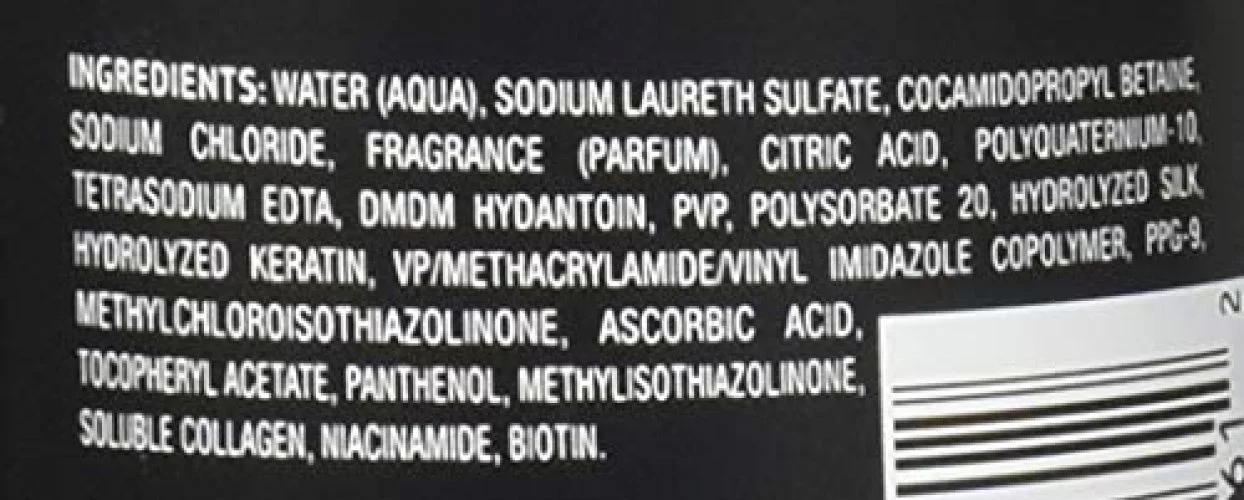 INGREDIENTS: WATER (AQUA), SODIUM LAURETH SULFATE, COCAMIDOPROPYL BETAINE,
SODIUM CHLORIDE, FRAGRANCE (PARFUM), CITRIC ACID, POLYQUATERNIUM-10,
TETRASODIUM EDTA, DMDM HYDANTOIN, PVP, POLYSORBATE 20, HYDROLYZED SILK,
HYDROLYZED KERATIN, VP/METHACRYLAMIDE/VINYL IMIDAZOLE COPOLYMER, PPG-9,
METHYLCHLOROISOTHIAZOLINONE, ASCORBIC ACID,
TOCOPHERYL ACETATE, PANTHENOL, METHYLISOTHIAZOLINONE,
SOLUBLE COLLAGEN, NIACINAMIDE, BIOTIN.
2